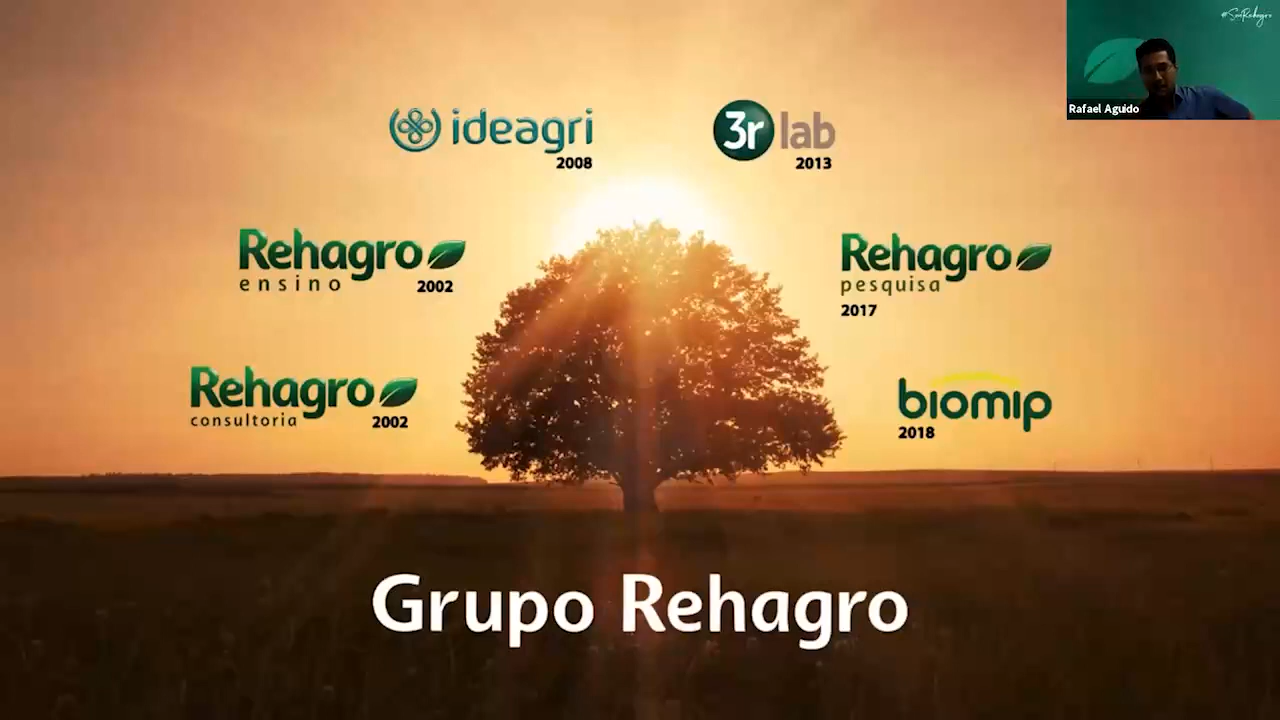 #SouRehagro
Rafael Aguido
ideagri
2008
3r lab
2013
Rehagro
ensino
2002
Rehagro
pesquisa
2017
Rehagro
consultoria
2002
biomip
2018
Grupo Rehagro